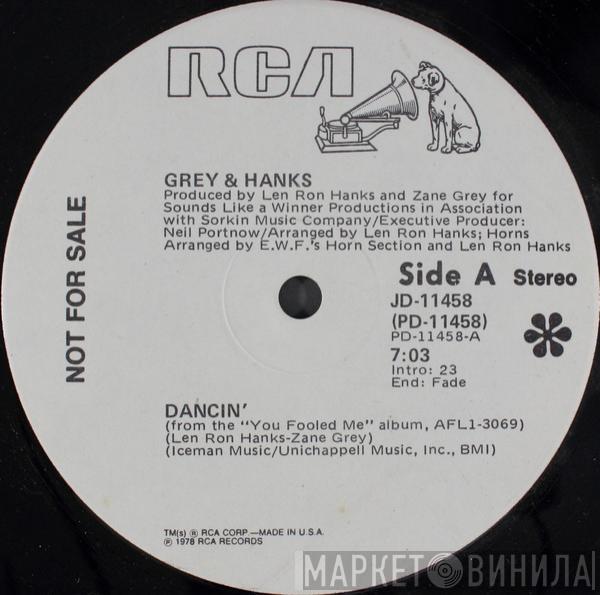 RCA
GREY & HANKS
Produced by Len Ron Hanks and Zane Grey for
Sounds Like a Winner Productions in Association
with Sorkin Music Company/Executive Producer:
Neil Portnow/Arranged by Len Ron Hanks; Horns
Arranged by E.W.F.'s Horn Section and Len Ron Hanks
NOT FOR SALE
Side A Stereo
JD-11458
(PD-11458)
PD-11458-A
7:03
Intro: 23
End: Fade
DANCIN'
(from the "You Fooled Me" album, AFL1-3069)
(Len Ron Hanks-Zane Grey)
(Iceman Music/Unichappell Music, Inc., BMI)
TM(s) ® RCA CORP.—MADE IN U.S.A.
℗ 1978 RCA RECORDS
МАРКЕТ ВИНИЛА